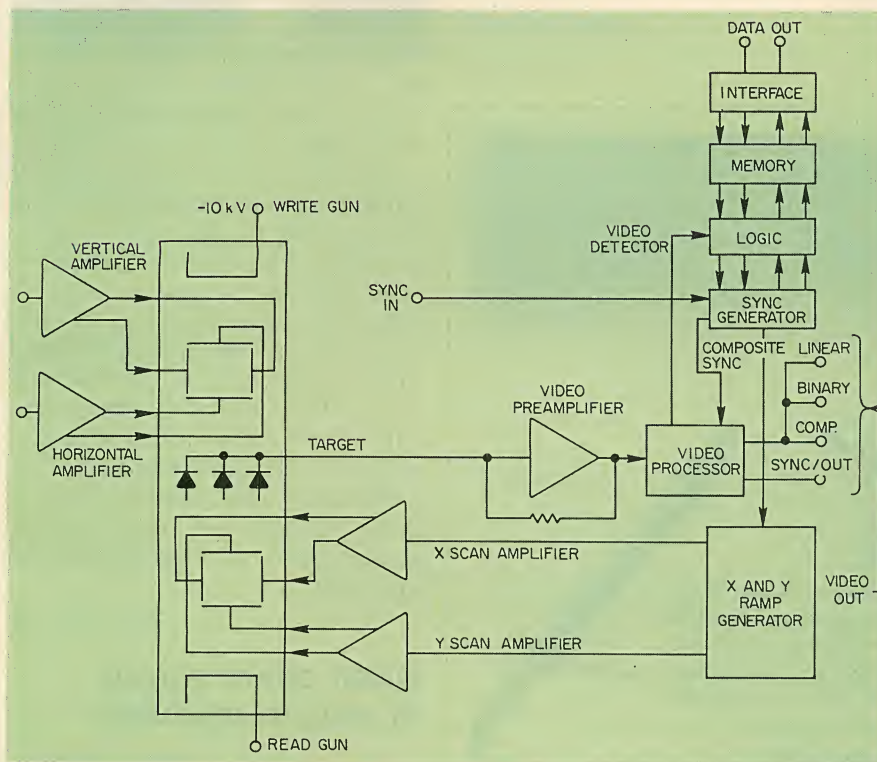 DATA OUT
INTERFACE
MEMORY
LOGIC
VIDEO
DETECTOR
SYNC
IN
SYNC
GENERATOR
-10 kV
WRITE GUN
VERTICAL
AMPLIFIER
COMPOSITE
SYNC
LINEAR
BINARY
COMP.
SYNC/OUT
VIDEO
PREAMPLIFIER
VIDEO
PROCESSOR
TARGET
HORIZONTAL
AMPLIFIER
X SCAN AMPLIFIER
X AND Y
RAMP
GENERATOR
VIDEO
OUT
Y SCAN AMPLIFIER
READ GUN